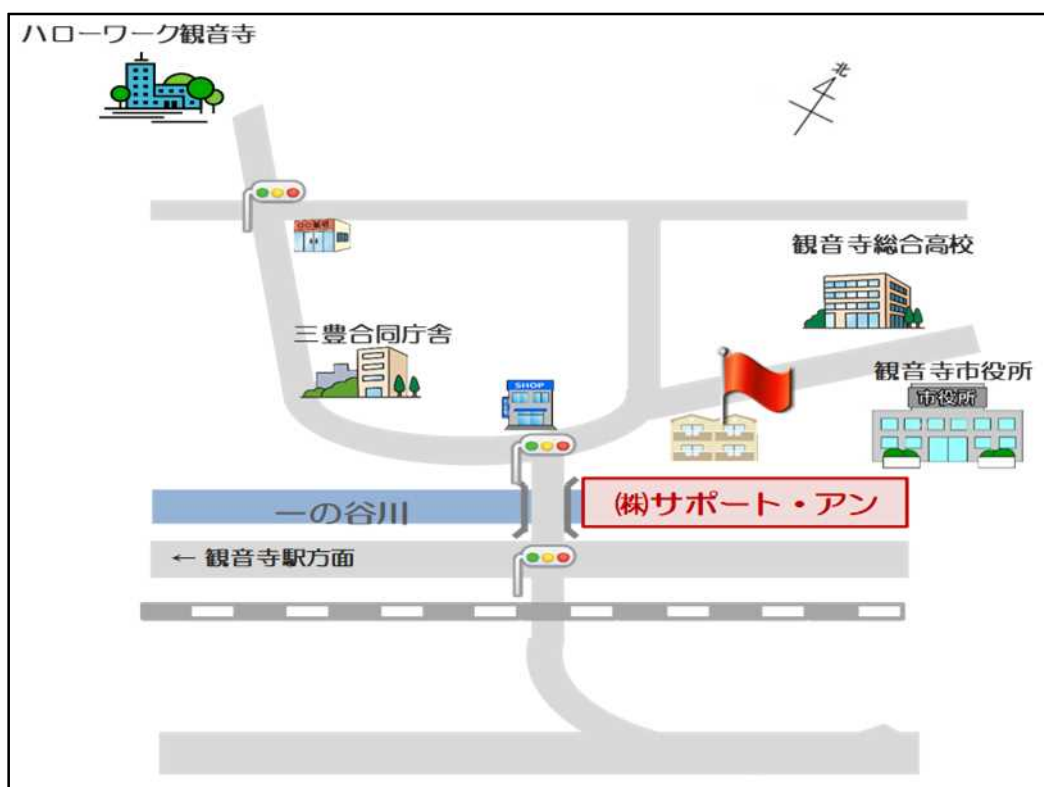 ハローワーク観音寺
北
観音寺総合高校
三豊合同庁舎
観音寺市役所
SHOP
市役所
一の谷川
㈱サポート・アン
← 観音寺駅方面